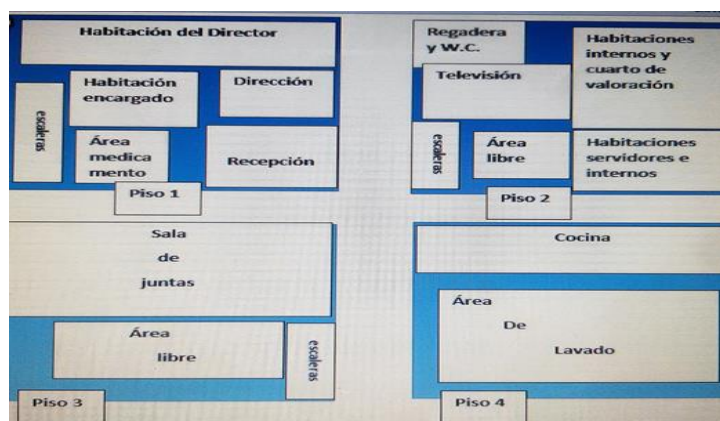 Habitación del Director
Habitación
encargado
Dirección
escaleras
Área
medica
mento
Recepción
Piso 1
Regadera
y W.C.
Televisión
Habitaciones
internos y
cuarto de
valoración
escaleras
Área
libre
Habitaciones
servidores e
internos
Piso 2
Sala
de
juntas
Área
libre
escaleras
Piso 3
Cocina
Área
De
Lavado
Piso 4